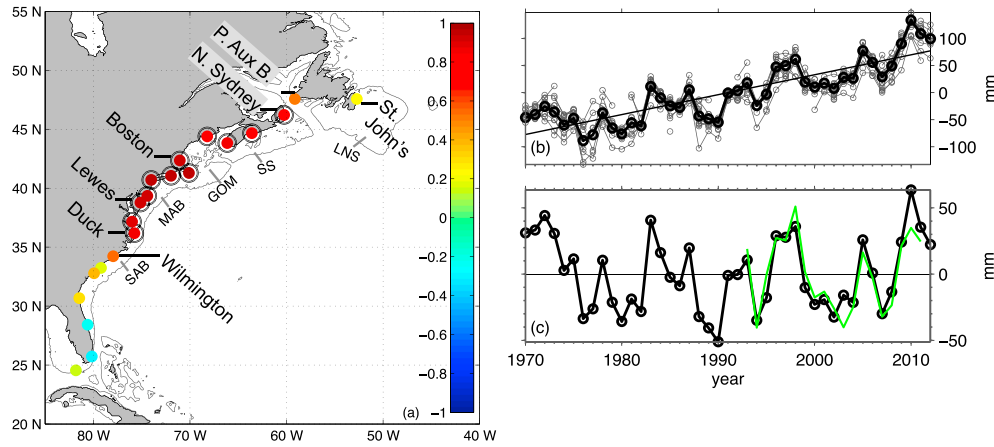 55 N
50 N
45 N
40 N
35 N
30 N
25 N
20 N
80 W
70 W
60 W
50 W
40 W
P. Aux B
N. Sydney
St. John's
Boston
Lewes
Duck
Wilmington
LNS
SS
GOM
MAB
SAB
(a)
1
0.8
0.6
0.4
0.2
0
−0.2
−0.4
−0.6
−0.8
−1
(b)
100
50
0
−50
−100
mm
(c)
50
0
−50
mm
1970
1980
1990
2000
2010
year